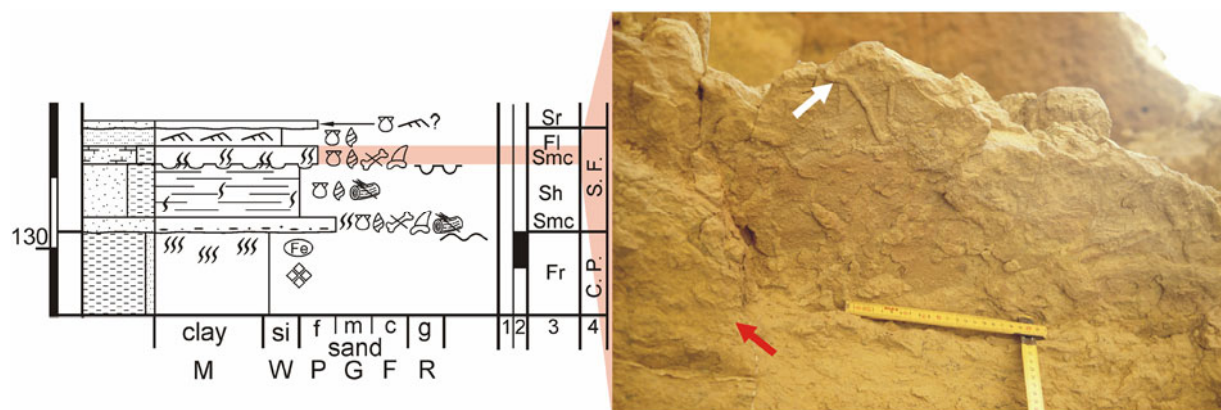 Sr
?
Fl
Smc
S. F.
Sh
Smc
130
Fe
Fr
C. P.
clay si f m c g 1 2 3 4
sand
M W P G F R